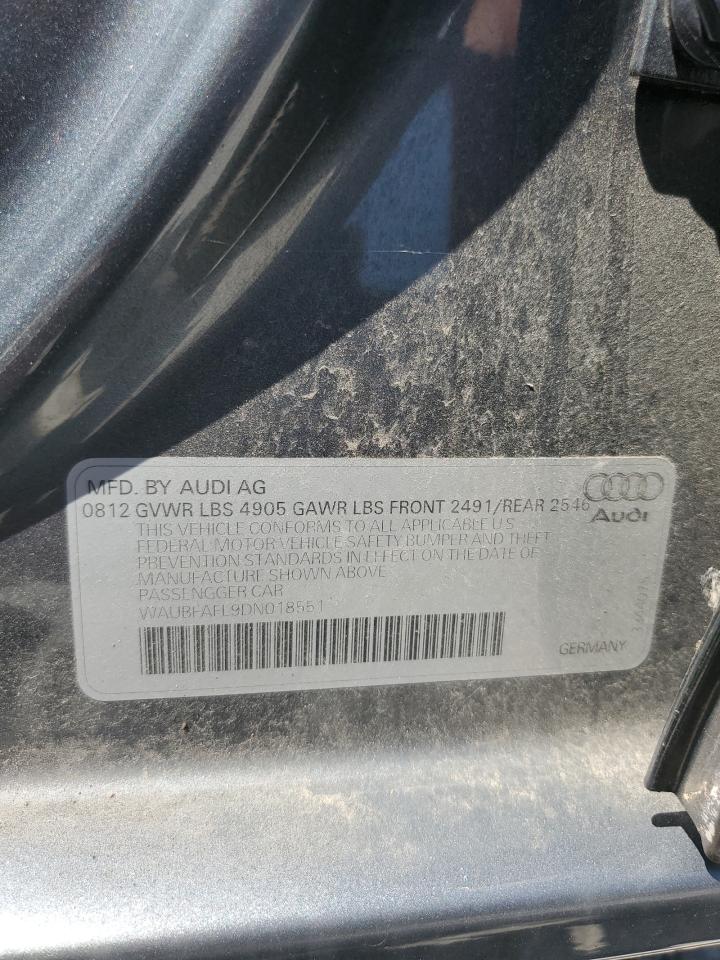 MFD. BY AUDI AG
0812 GVWR LBS 4905 GAWR LBS FRONT 2491/REAR 2546
Audi
THIS VEHICLE CONFORMS TO ALL APPLICABLE U.S
FEDERAL MOTOR VEHICLE SAFETY BUMPER AND THEFT
PREVENTION STANDARDS IN EFFECT ON THE DATE OF
MANUFACTURE SHOWN ABOVE
PASSENGGER CAR
WAUBFAFL9DN018551
GERMANY